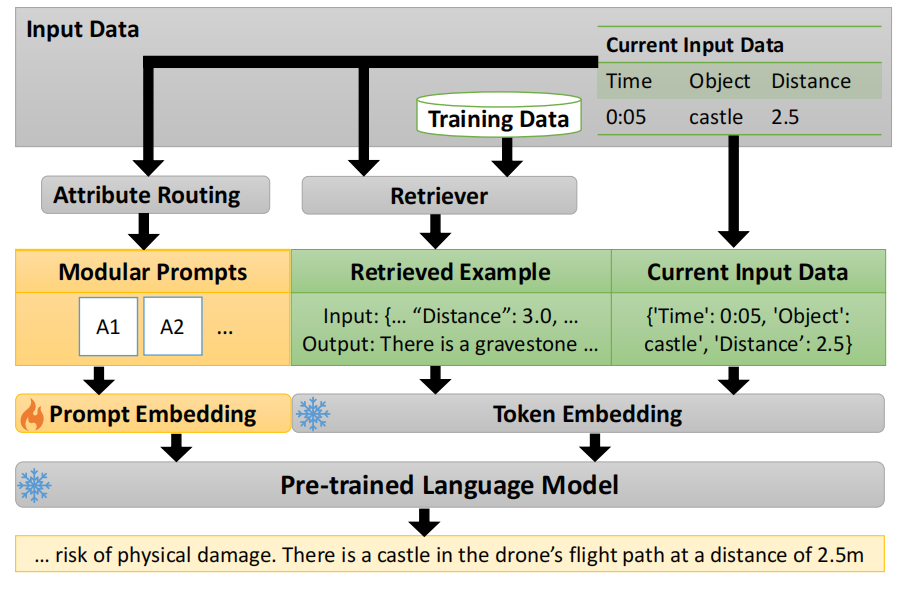 Input Data
Current Input Data
Time Object Distance
0:05 castle 2.5
Training Data
Attribute Routing
Retriever
Modular Prompts
A1 A2 ...
Retrieved Example
Input: {... “Distance”: 3.0, ...
Output: There is a gravestone ...
Current Input Data
{'Time': 0:05, 'Object':
castle', 'Distance’: 2.5}
Prompt Embedding
Token Embedding
Pre-trained Language Model
... risk of physical damage. There is a castle in the drone’s flight path at a distance of 2.5m